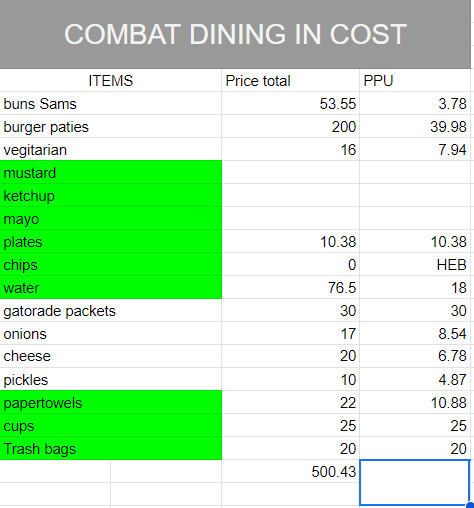 COMBAT DINING IN COST
ITEMS Price total PPU
buns Sams 53.55 3.78
burger paties 200 39.98
vegitarian 16 7.94
mustard
ketchup
mayo
plates 10.38 10.38
chips 0 HEB
water 76.5 18
gatorade packets 30 30
onions 17 8.54
cheese 20 6.78
pickles 10 4.87
papertowels 22 10.88
cups 25 25
Trash bags 20 20
500.43